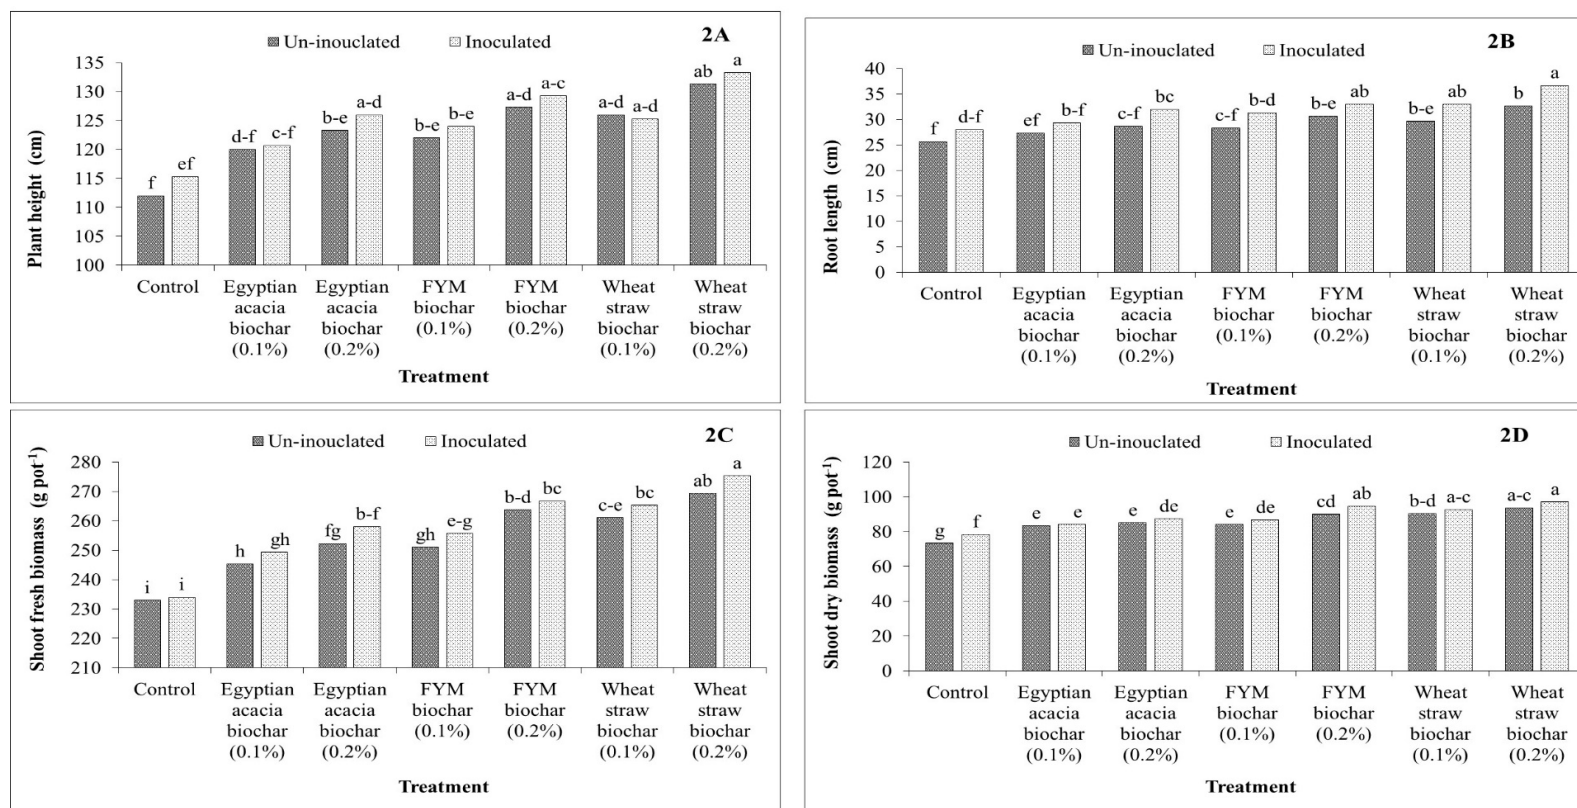 2A
Un-inouclated Inoculated
Plant height (cm)
135
130
125
120
115
110
105
100
f ef d-f c-f b-e a-d b-e b-e a-d a-c a-d a-d ab a
Control Egyptian Egyptian FYM FYM Wheat Wheat
acacia acacia biochar biochar straw straw
biochar biochar (0.1%) (0.2%) biochar biochar
(0.1%) (0.2%) (0.1%) (0.2%)
Treatment
2B
Un-inouclated Inoculated
Root length (cm)
40
35
30
25
20
15
10
5
0
f d-f ef b-f c-f bc c-f b-d b-e ab b-e ab b a
Control Egyptian Egyptian FYM FYM Wheat Wheat
acacia acacia biochar biochar straw straw
biochar biochar (0.1%) (0.2%) biochar biochar
(0.1%) (0.2%) (0.1%) (0.2%)
Treatment
2C
Un-inouclated Inoculated
Shoot fresh biomass (g pot⁻¹)
280
270
260
250
240
230
220
210
i i h gh fg b-f gh e-g b-d bc c-e bc ab a
Control Egyptian Egyptian FYM FYM Wheat Wheat
acacia acacia biochar biochar straw straw
biochar biochar (0.1%) (0.2%) biochar biochar
(0.1%) (0.2%) (0.1%) (0.2%)
Treatment
2D
Un-inouclated Inoculated
Shoot dry biomass (g pot⁻¹)
120
100
80
60
40
20
0
g f e e e de e de cd ab b-d a-c a-c a
Control Egyptian Egyptian FYM FYM Wheat Wheat
acacia acacia biochar biochar straw straw
biochar biochar (0.1%) (0.2%) biochar biochar
(0.1%) (0.2%) (0.1%) (0.2%)
Treatment